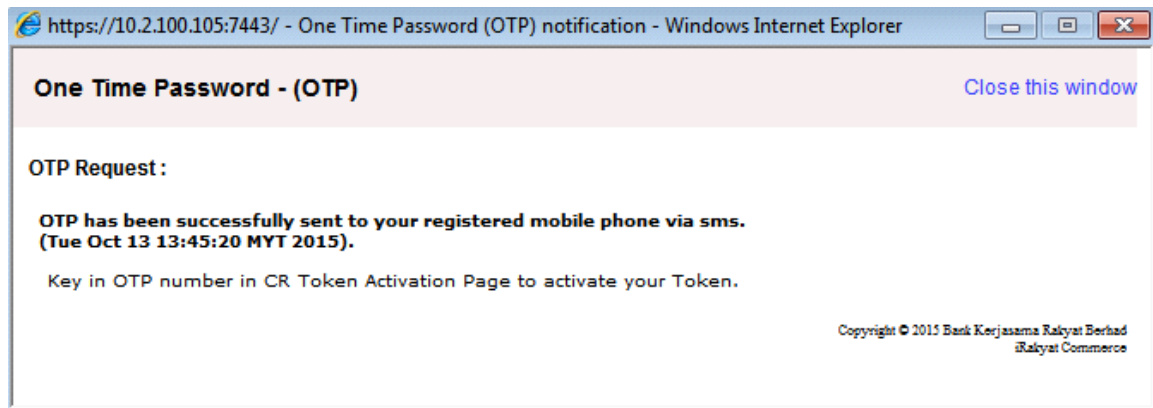 https://10.2.100.105:7443/ - One Time Password (OTP) notification - Windows Internet Explorer
One Time Password - (OTP)
Close this window
OTP Request :
OTP has been successfully sent to your registered mobile phone via sms.
(Tue Oct 13 13:45:20 MYT 2015).
Key in OTP number in CR Token Activation Page to activate your Token.
Copyright © 2015 Bank Kerjasama Rakyat Berhad
iRakyat Commerce